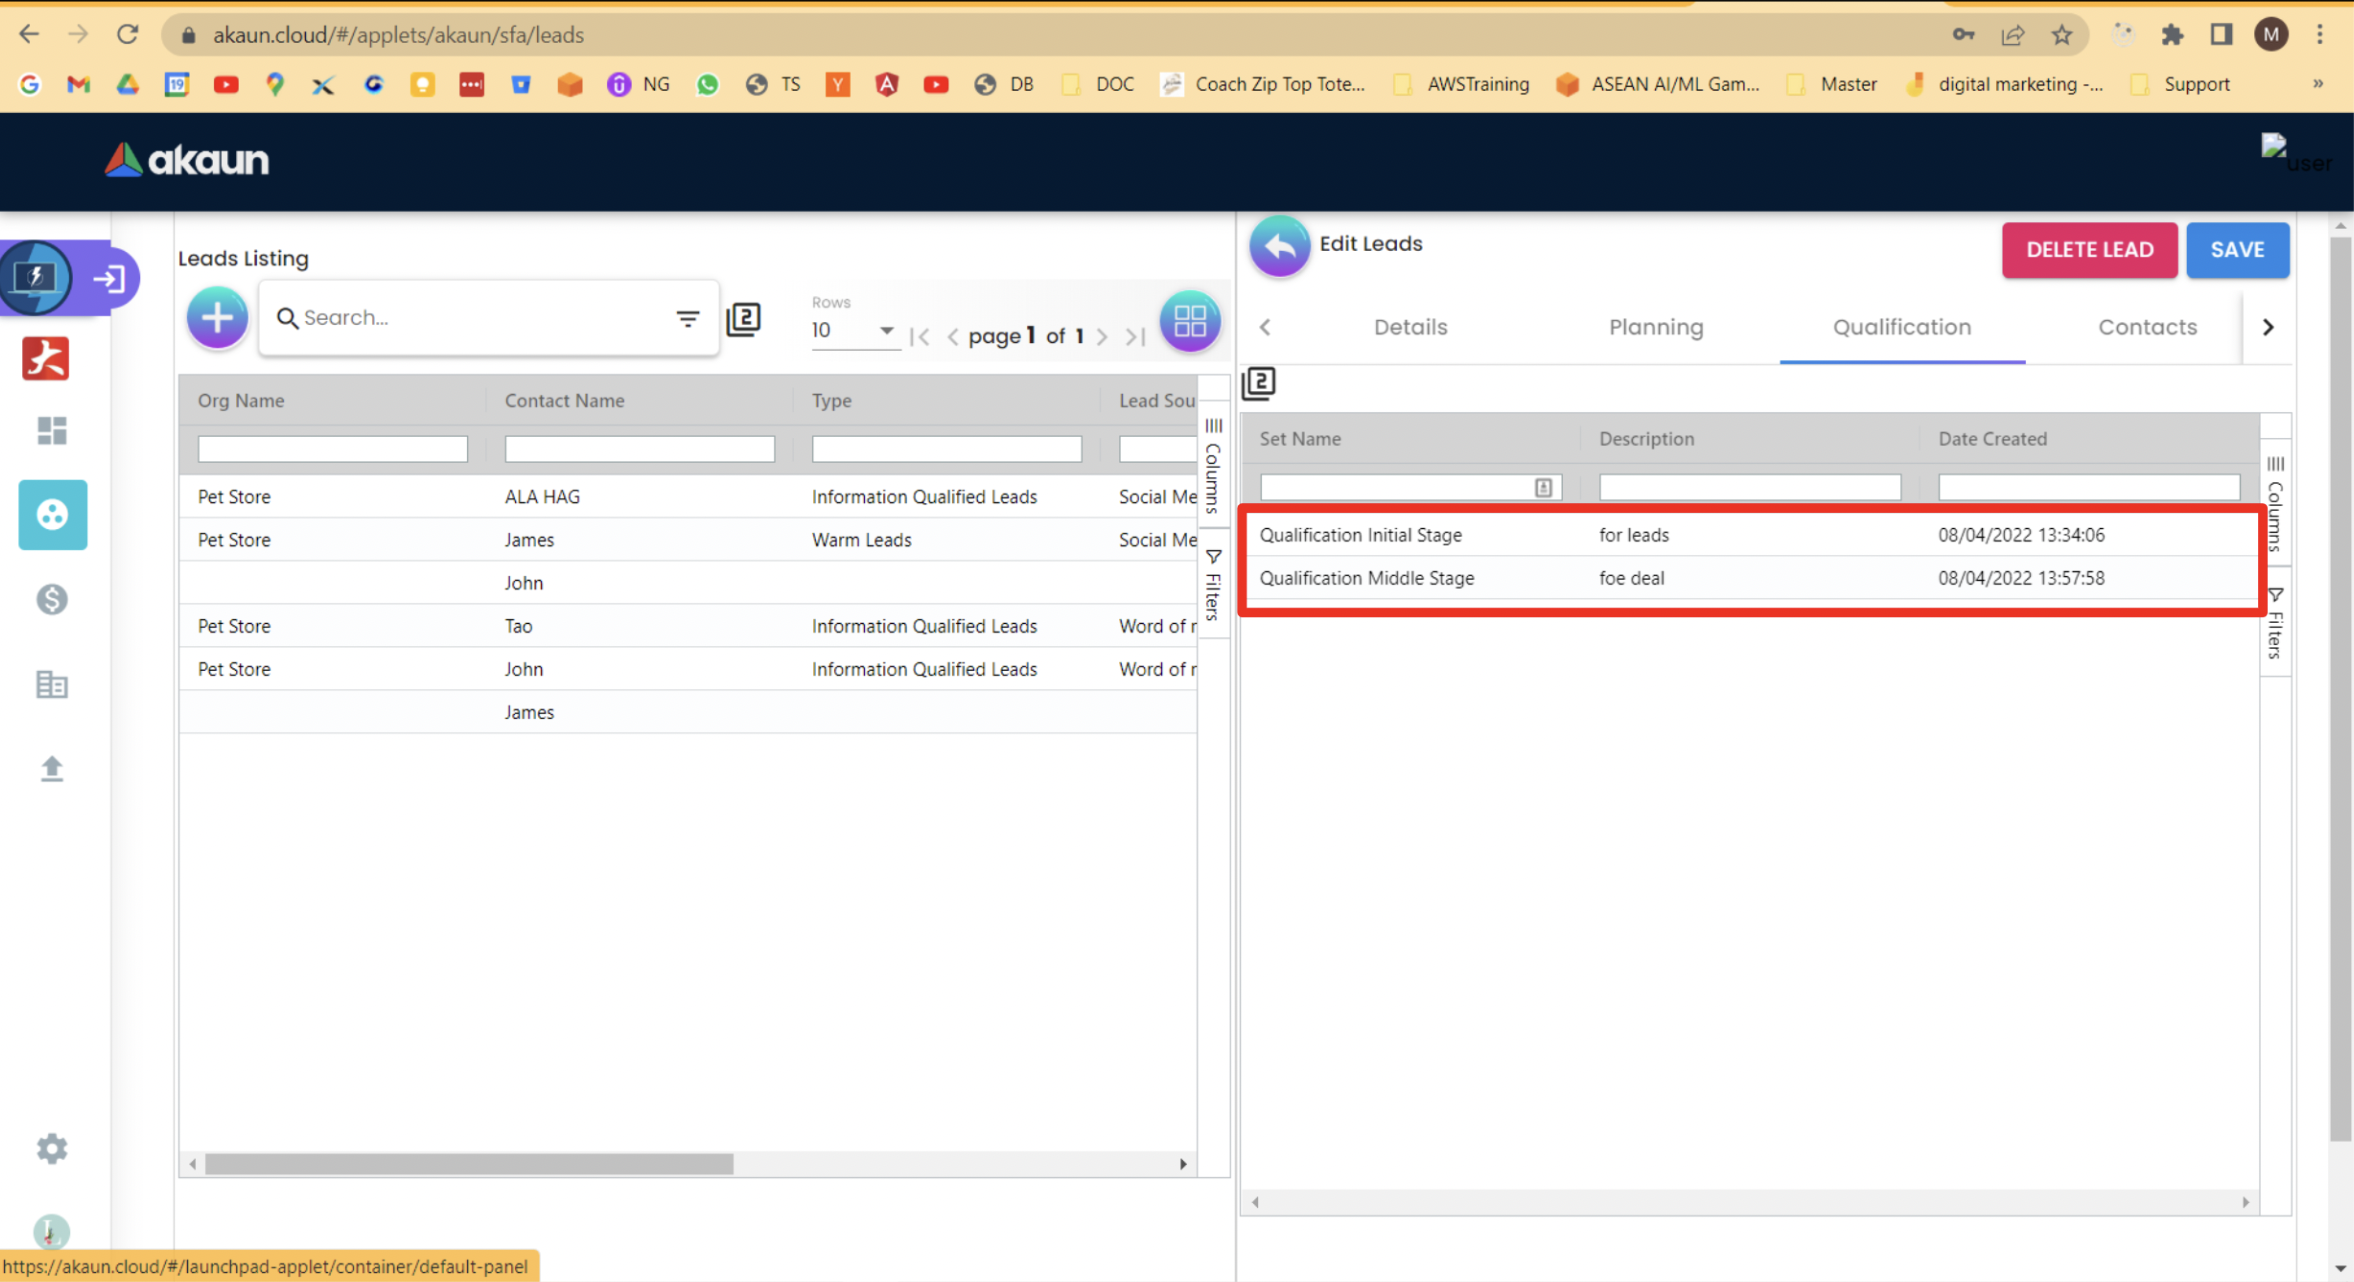 akaun.cloud/#/applets/akaun/sfa/leads
M
19 NG TS Y A DB DOC Coach Zip Top Tote... AWSTraining ASEAN AI/ML Gam... Master digital marketing -... Support »
akaun
user
Leads Listing
Search...
2
Rows
10
page 1 of 1
Org Name Contact Name Type Lead Sou
Pet Store ALA HAG Information Qualified Leads Social Me
Pet Store James Warm Leads Social Me
John
Pet Store Tao Information Qualified Leads Word of r
Pet Store John Information Qualified Leads Word of r
James
Columns
Filters
Edit Leads
DELETE LEAD
SAVE
Details Planning Qualification Contacts
2
Set Name Description Date Created
Qualification Initial Stage for leads 08/04/2022 13:34:06
Qualification Middle Stage foe deal 08/04/2022 13:57:58
Columns
Filters
L
https://akaun.cloud/#/launchpad-applet/container/default-panel